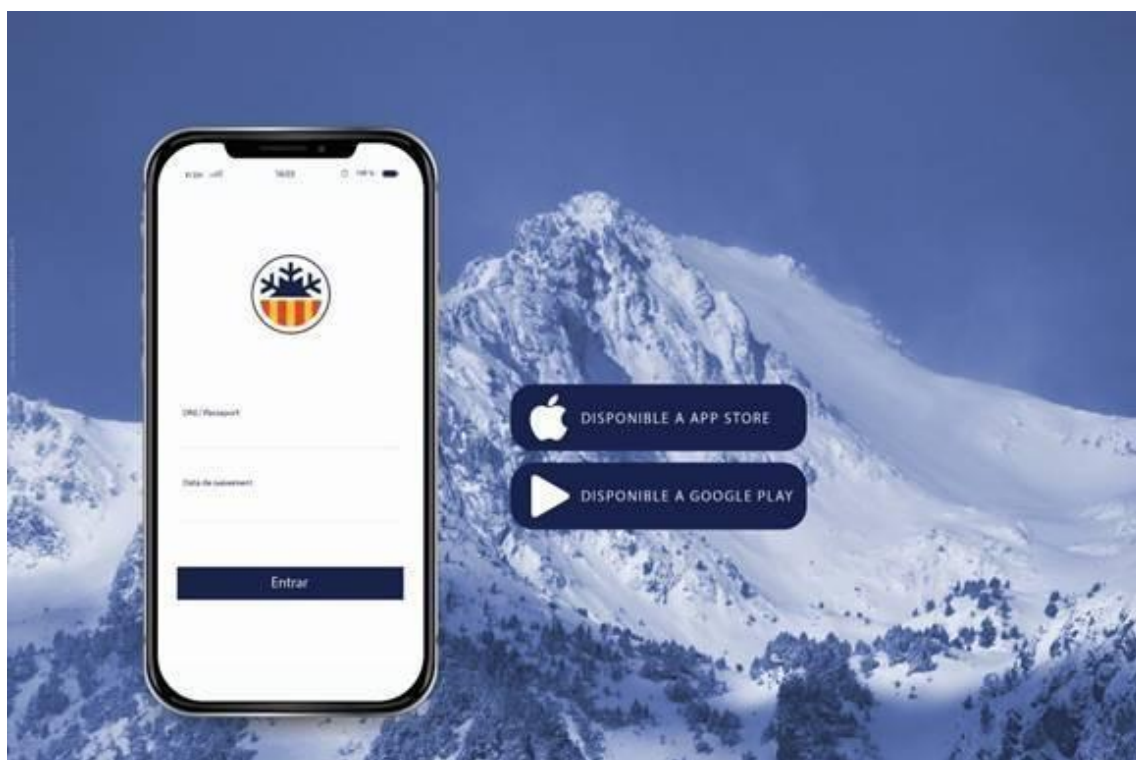 DNI / Passaport
Data de naixement
Entrar
DISPONIBLE A APP STORE
DISPONIBLE A GOOGLE PLAY